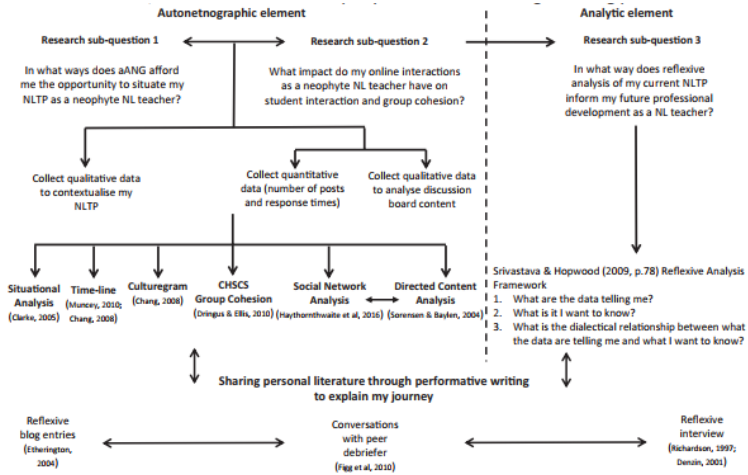 Autonetnographic element
Analytic element
Research sub-question 1
Research sub-question 2
Research sub-question 3
In what ways does aANG afford
me the opportunity to situate my
NLTP as a neophyte NL teacher?
What impact do my online interactions
as a neophyte NL teacher have on
student interaction and group cohesion?
In what way does reflexive
analysis of my current NLTP
inform my future professional
development as a NL teacher?
Collect qualitative data
to contextualise my
NLTP
Collect quantitative
data (number of posts
and response times)
Collect qualitative data
to analyse discussion
board content
Situational
Analysis
(Clarke, 2005)
Time-line
(Muncey, 2010;
Chang, 2008)
Culturegram
(Chang, 2008)
CHSCS
Group Cohesion
(Dringus & Ellis, 2010)
Social Network
Analysis
(Haythornthwaite et al, 2016)
Directed Content
Analysis
(Sorensen & Baylen, 2004)
Srivastava & Hopwood (2009, p.78) Reflexive Analysis
Framework
1. What are the data telling me?
2. What is it I want to know?
3. What is the dialectical relationship between what
the data are telling me and what I want to know?
Sharing personal literature through performative writing
to explain my journey
Reflexive
blog entries
(Etherington,
2004)
Conversations
with peer
debriefer
(Figg et al, 2010)
Reflexive
interview
(Richardson, 1997;
Denzin, 2001)